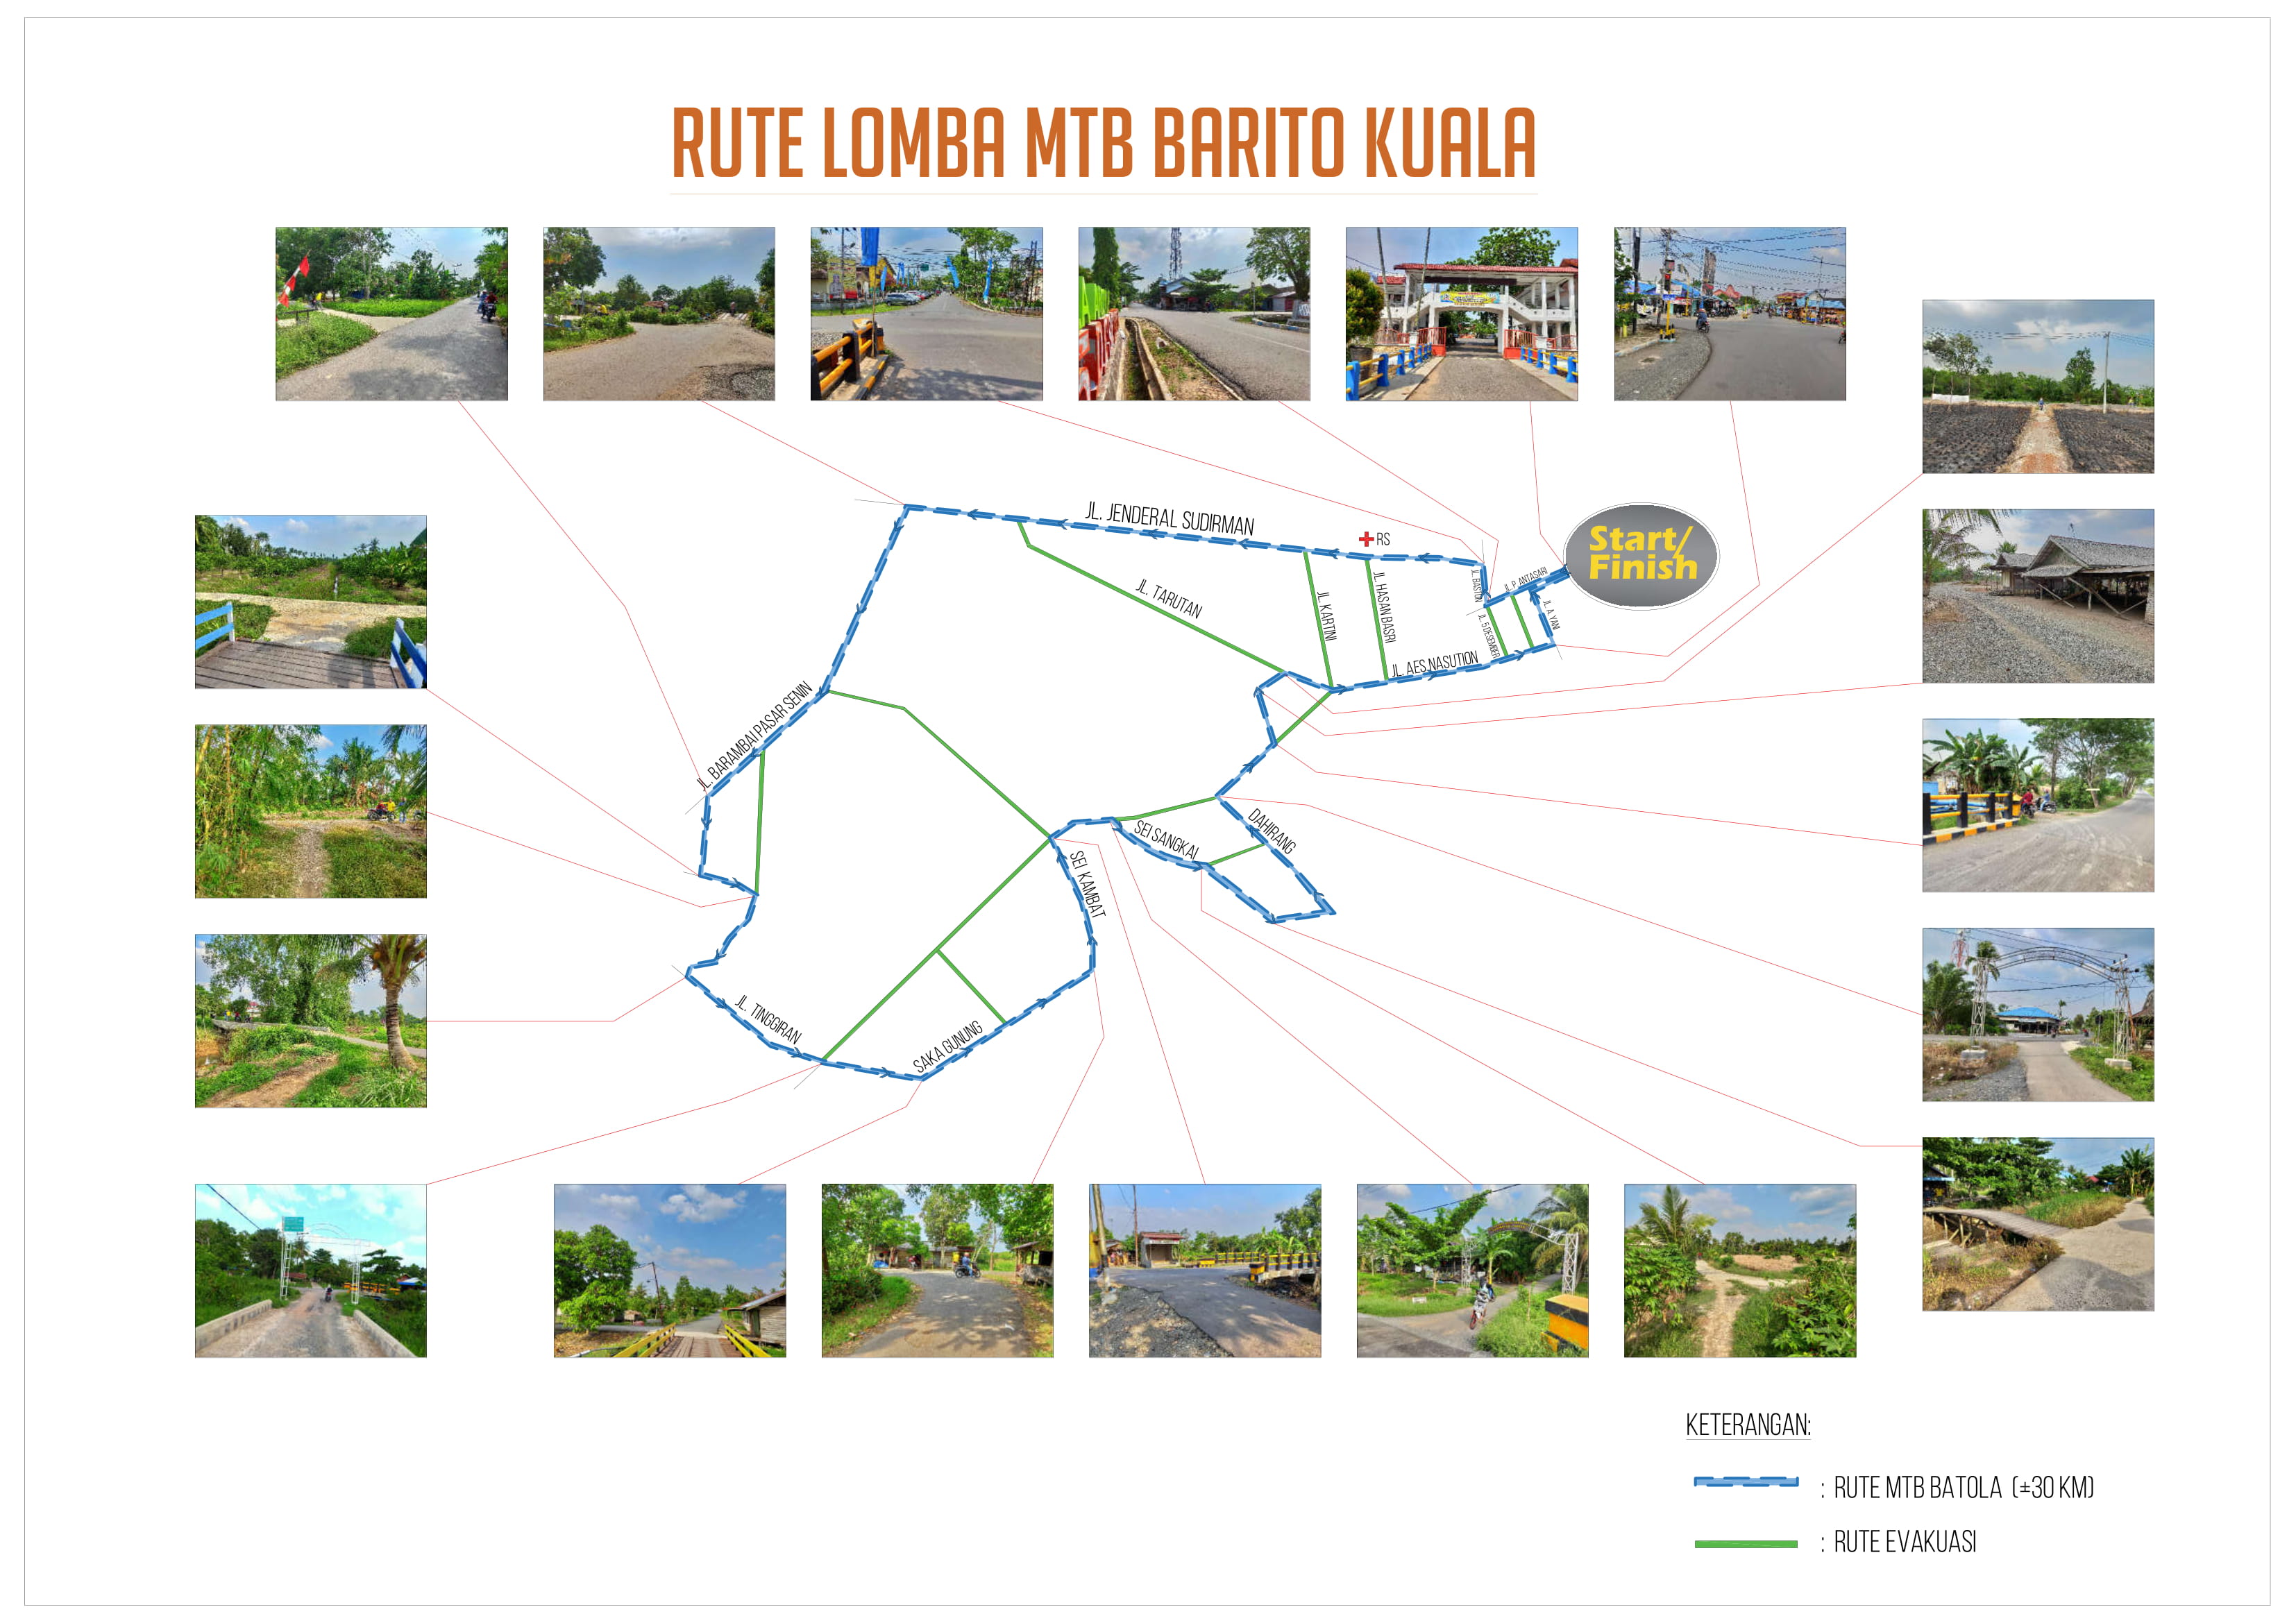 RUTE LOMBA MTB BARITO KUALA
JL. JENDERAL SUDIRMAN
RS
Start/
Finish
JL. P. ANTASARI
JL. BASTON
JL. A. YANI
JL. TARUTAN
JL. KARTINI
JL. HASAN BASRI
JL. 5 DESEMBER
JL. AES NASUTION
JL. BARAMBAI PASAR SENIN
SEI SANGKAI
DAHIRANG
SEI KAMBAT
JL. TINGGIRAN
SAKA GUNUNG
KETERANGAN:
: RUTE MTB BATOLA (±30 KM)
: RUTE EVAKUASI